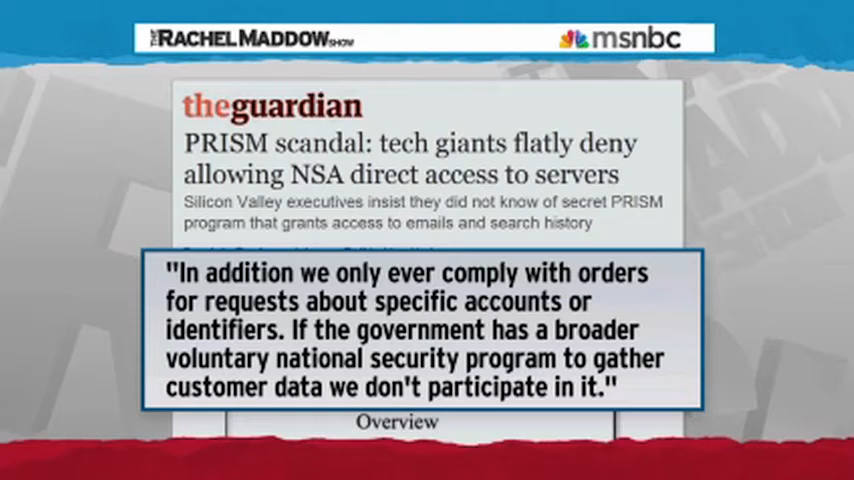 THE RACHEL MADDOW SHOW
msnbc
theguardian
PRISM scandal: tech giants flatly deny
allowing NSA direct access to servers
Silicon Valley executives insist they did not know of secret PRISM
program that grants access to emails and search history
"In addition we only ever comply with orders
for requests about specific accounts or
identifiers. If the government has a broader
voluntary national security program to gather
customer data we don't participate in it."
Overview